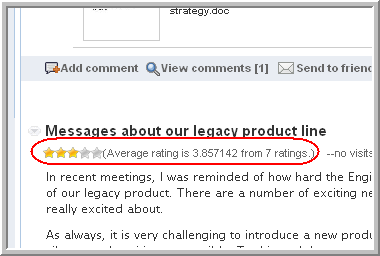 strategy.doc
Add comment View comments [1] Send to friend
Messages about our legacy product line
(Average rating is 3.857142 from 7 ratings.) --no visits
In recent meetings, I was reminded of how hard the Engi
of our legacy product. There are a number of exciting ne
really excited about.
As always, it is very challenging to introduce a new produ